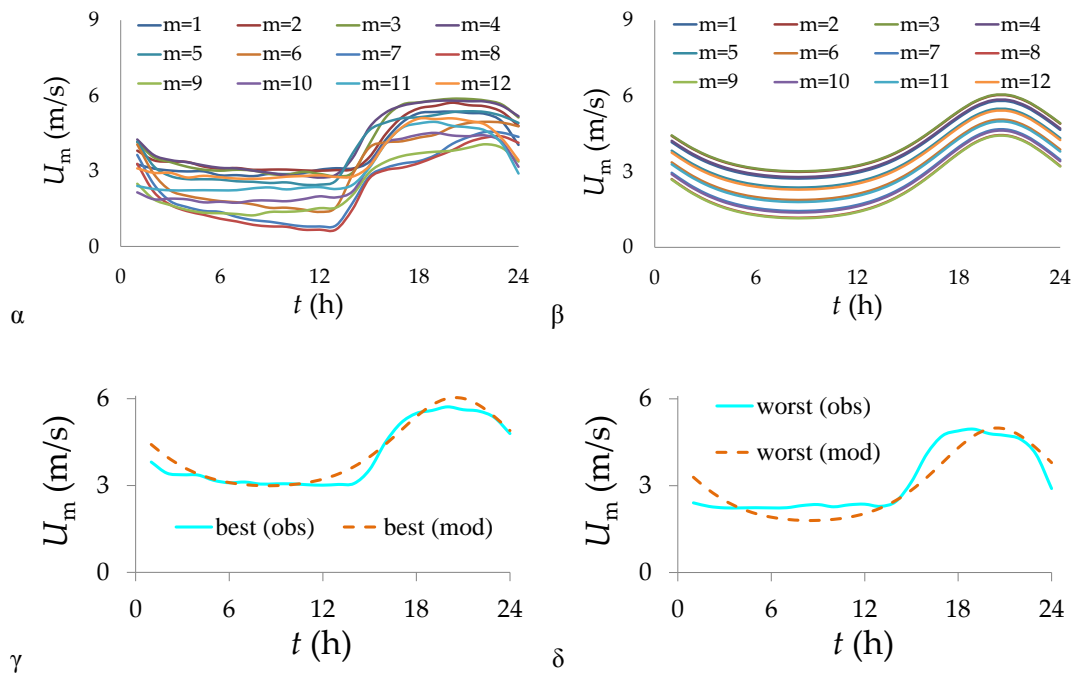 9
m=1 m=2 m=3 m=4
m=5 m=6 m=7 m=8
m=9 m=10 m=11 m=12
6
3
0
Um (m/s)
0 6 12 18 24
t (h)
α
9
m=1 m=2 m=3 m=4
m=5 m=6 m=7 m=8
m=9 m=10 m=11 m=12
6
3
0
Um (m/s)
0 6 12 18 24
t (h)
β
6
3
0
Um (m/s)
best (obs) best (mod)
0 6 12 18 24
t (h)
γ
6
3
0
Um (m/s)
worst (obs)
worst (mod)
0 6 12 18 24
t (h)
δ